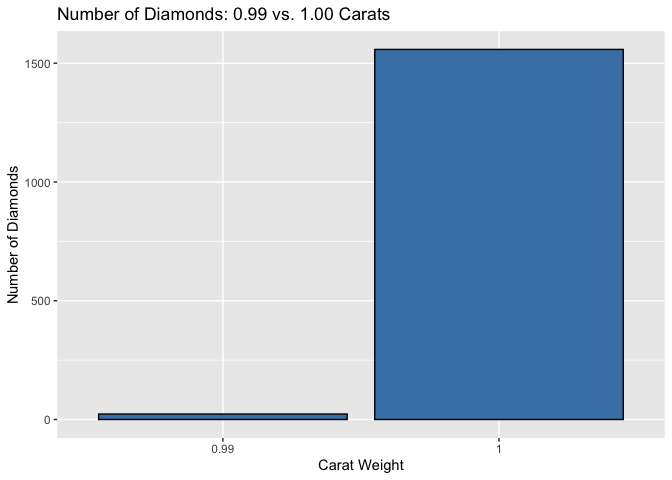 Number of Diamonds: 0.99 vs. 1.00 Carats
Number of Diamonds
1500
1000
500
0
0.99
1
Carat Weight